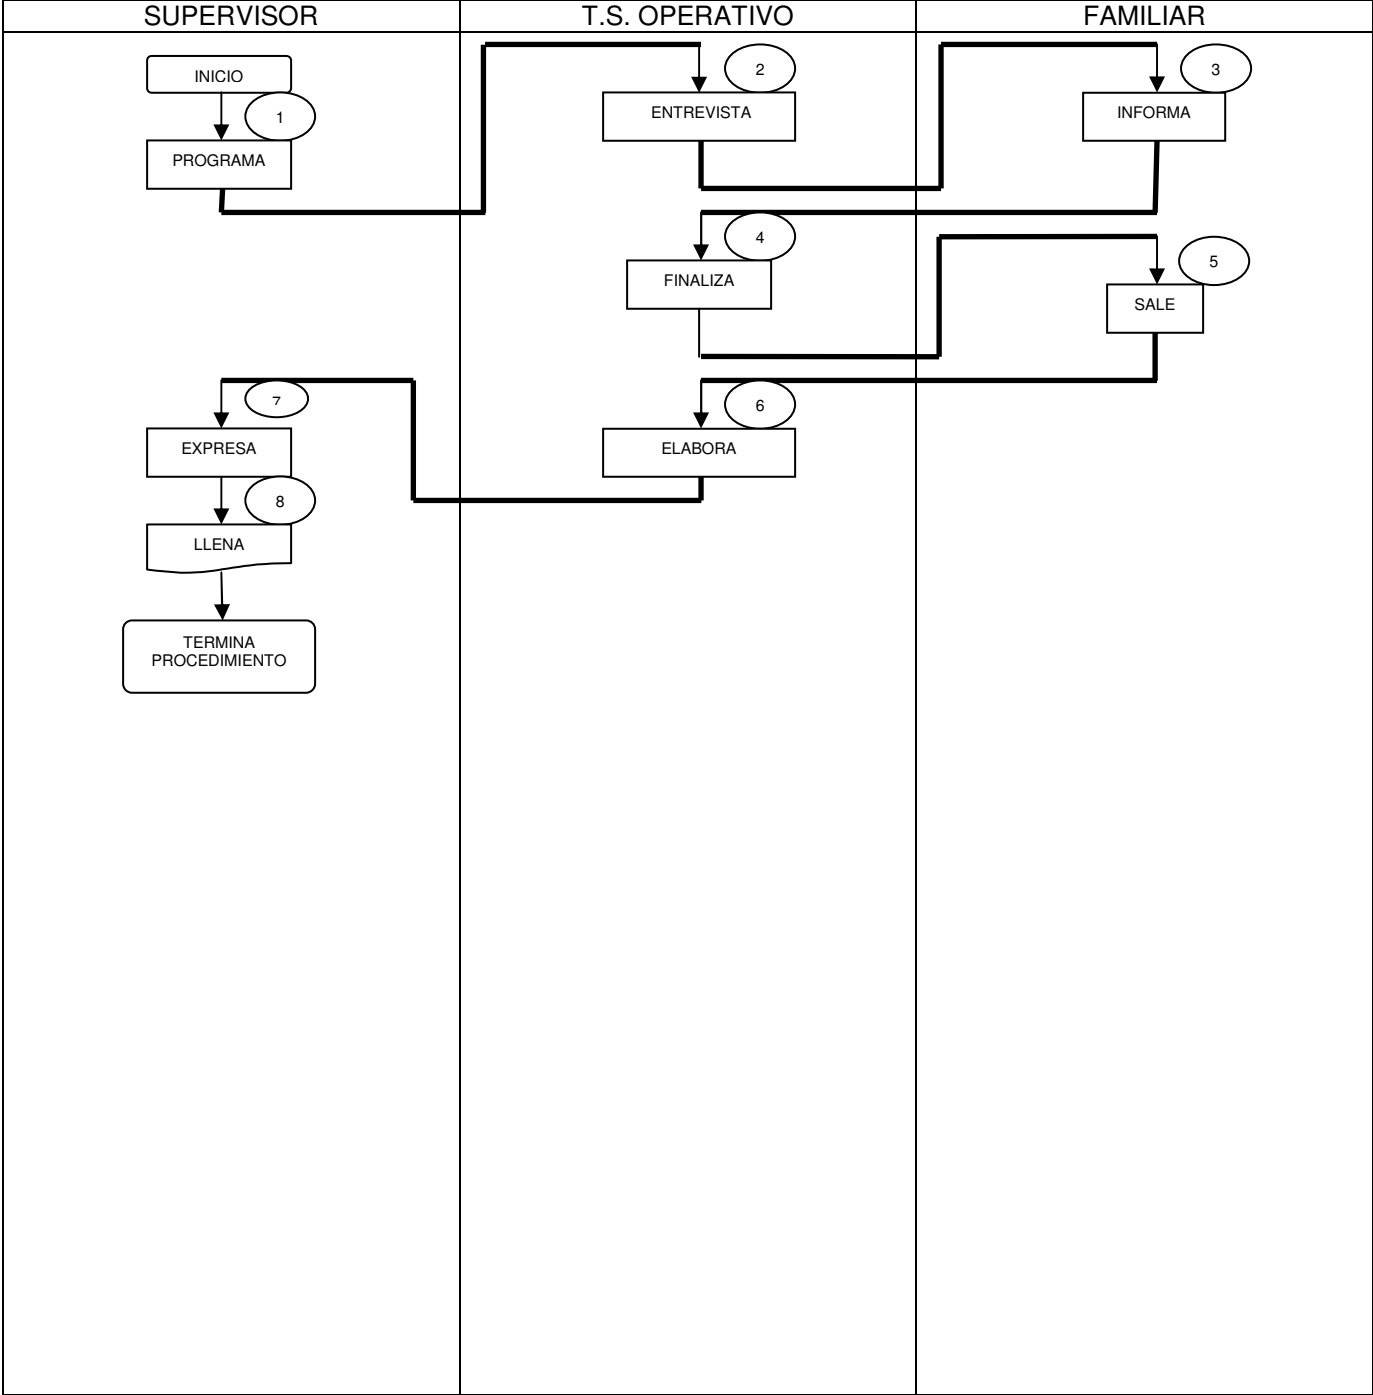 SUPERVISOR
T.S. OPERATIVO
FAMILIAR
INICIO
1
PROGRAMA
2
ENTREVISTA
3
INFORMA
4
FINALIZA
5
SALE
6
ELABORA
7
EXPRESA
8
LLENA
TERMINA
PROCEDIMIENTO